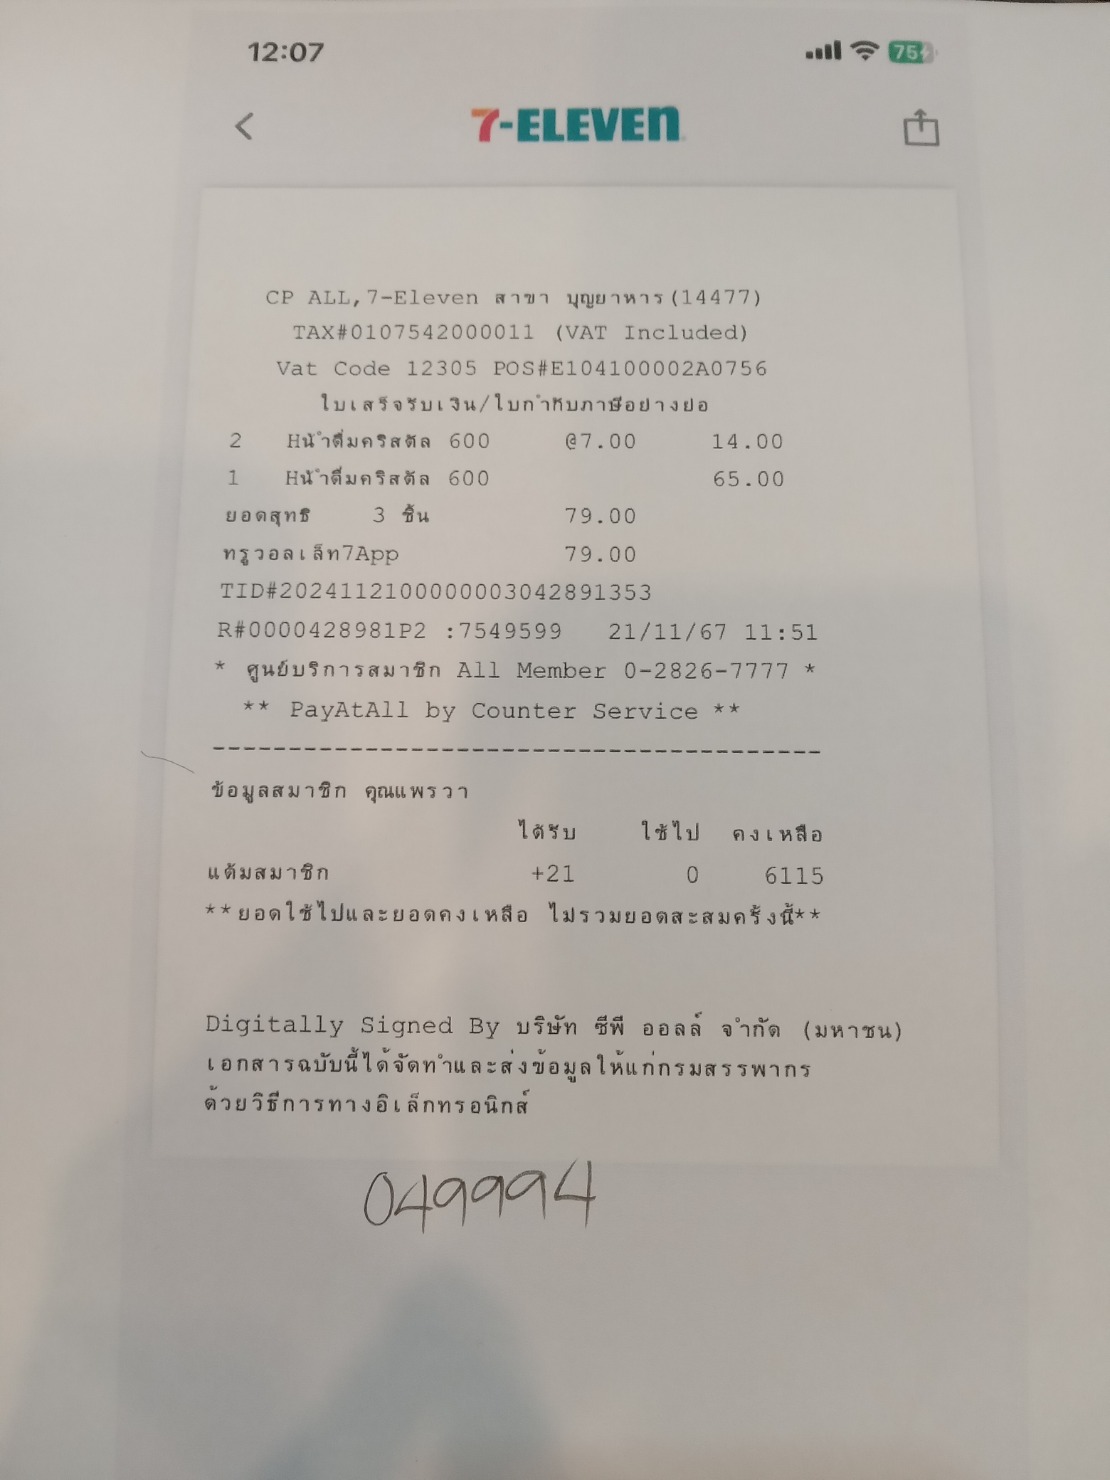 12:07 75
7-ELEVEN
CP ALL,7-Eleven สาขา บุญยาหาร(14477)
TAX#0107542000011 (VAT Included)
Vat Code 12305 POS#E104100002A0756
ใบเสร็จรับเงิน/ใบกำกับภาษีอย่างย่อ
2 Hน้ำดื่มคริสตัล 600 @7.00 14.00
1 Hน้ำดื่มคริสตัล 600 65.00
ยอดสุทธิ 3 ชิ้น 79.00
ทรูวอลเล็ท7App 79.00
TID#2024112100000003042891353
R#0000428981P2 :7549599 21/11/67 11:51
* ศูนย์บริการสมาชิก All Member 0-2826-7777 *
** PayAtAll by Counter Service **
----------------------------------------
ข้อมูลสมาชิก คุณแพรวา
ได้รับ ใช้ไป คงเหลือ
แต้มสมาชิก +21 0 6115
**ยอดใช้ไปและยอดคงเหลือ ไม่รวมยอดสะสมครั้งนี้**
Digitally Signed By บริษัท ซีพี ออลล์ จำกัด (มหาชน)
เอกสารฉบับนี้ได้จัดทำและส่งข้อมูลให้แก่กรมสรรพากร
ด้วยวิธีการทางอิเล็กทรอนิกส์
049994